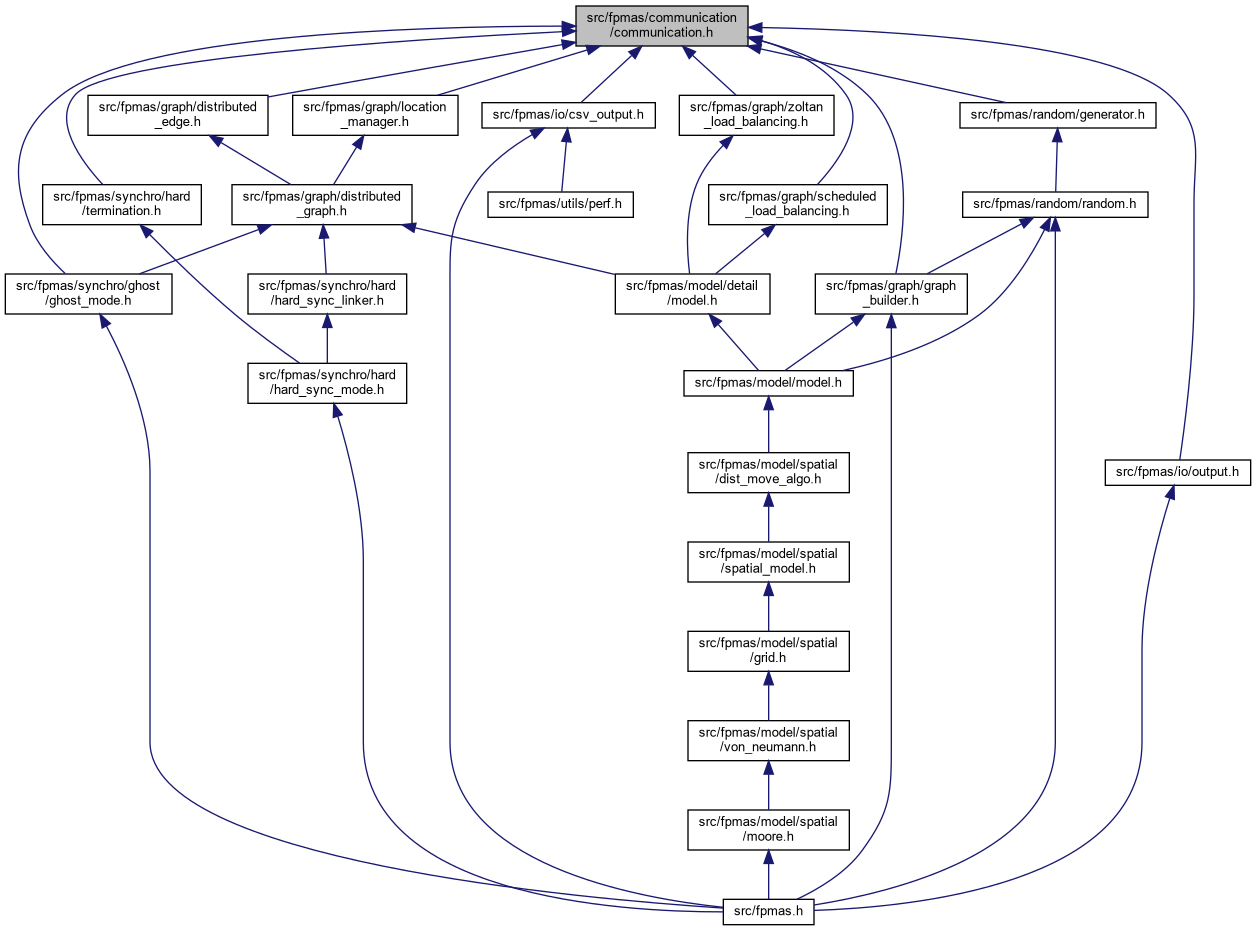 src/fpmas/communication
/communication.h
src/fpmas/graph/distributed
_edge.h
src/fpmas/graph/location
_manager.h
src/fpmas/io/csv_output.h
src/fpmas/graph/zoltan
_load_balancing.h
src/fpmas/random/generator.h
src/fpmas/synchro/hard
/termination.h
src/fpmas/graph/distributed
_graph.h
src/fpmas/utils/perf.h
src/fpmas/graph/scheduled
_load_balancing.h
src/fpmas/random/random.h
src/fpmas/synchro/ghost
/ghost_mode.h
src/fpmas/synchro/hard
/hard_sync_linker.h
src/fpmas/model/detail
/model.h
src/fpmas/graph/graph
_builder.h
src/fpmas/synchro/hard
/hard_sync_mode.h
src/fpmas/model/model.h
src/fpmas/model/spatial
/dist_move_algo.h
src/fpmas/io/output.h
src/fpmas/model/spatial
/spatial_model.h
src/fpmas/model/spatial
/grid.h
src/fpmas/model/spatial
/von_neumann.h
src/fpmas/model/spatial
/moore.h
src/fpmas.h